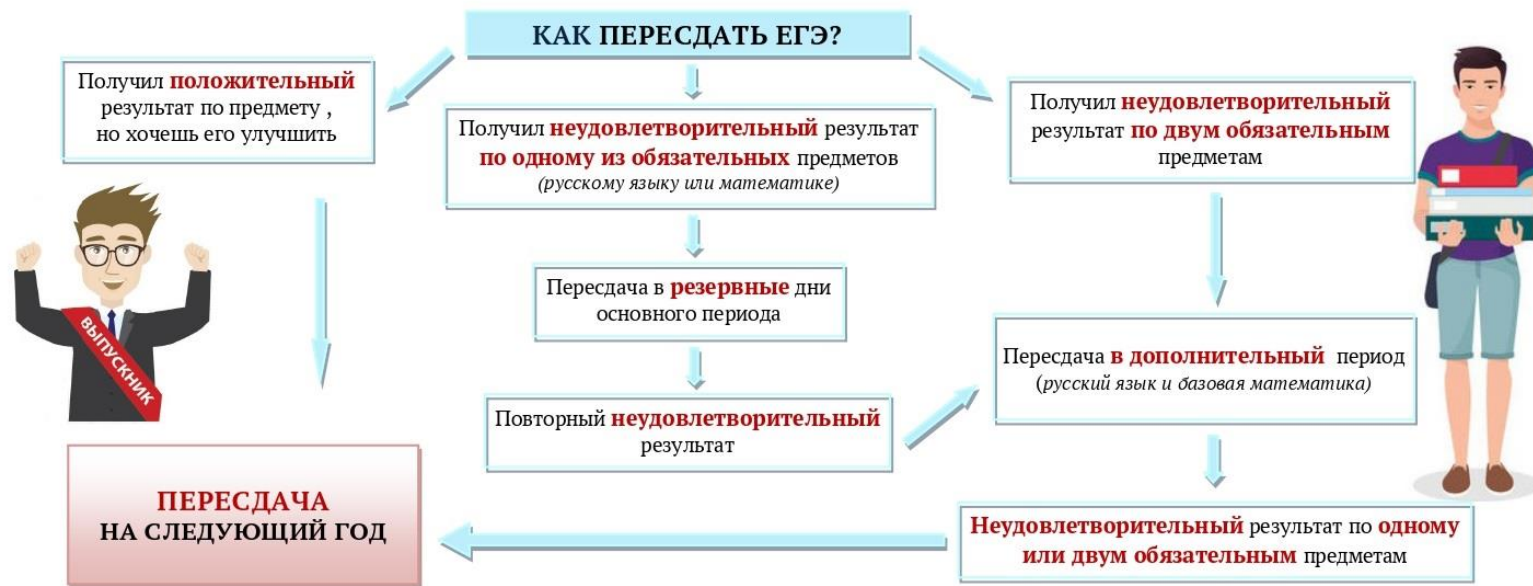 КАК ПЕРЕСДАТЬ ЕГЭ?
Получил положительный
результат по предмету ,
но хочешь его улучшить
Получил неудовлетворительный результат
по одному из обязательных предметов
(русскому языку или математике)
Получил неудовлетворительный
результат по двум обязательным
предметам
ВЫПУСКНИК
Пересдача в резервные дни
основного периода
Пересдача в дополнительный период
(русский язык и базовая математика)
Повторный неудовлетворительный
результат
ПЕРЕСДАЧА
НА СЛЕДУЮЩИЙ ГОД
Неудовлетворительный результат по одному
или двум обязательным предметам